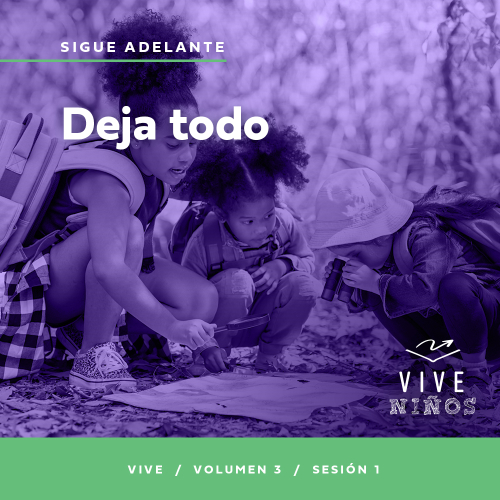 SIGUE ADELANTE
Deja todo
VIVE
NIÑOS
VIVE / VOLUMEN 3 / SESIÓN 1